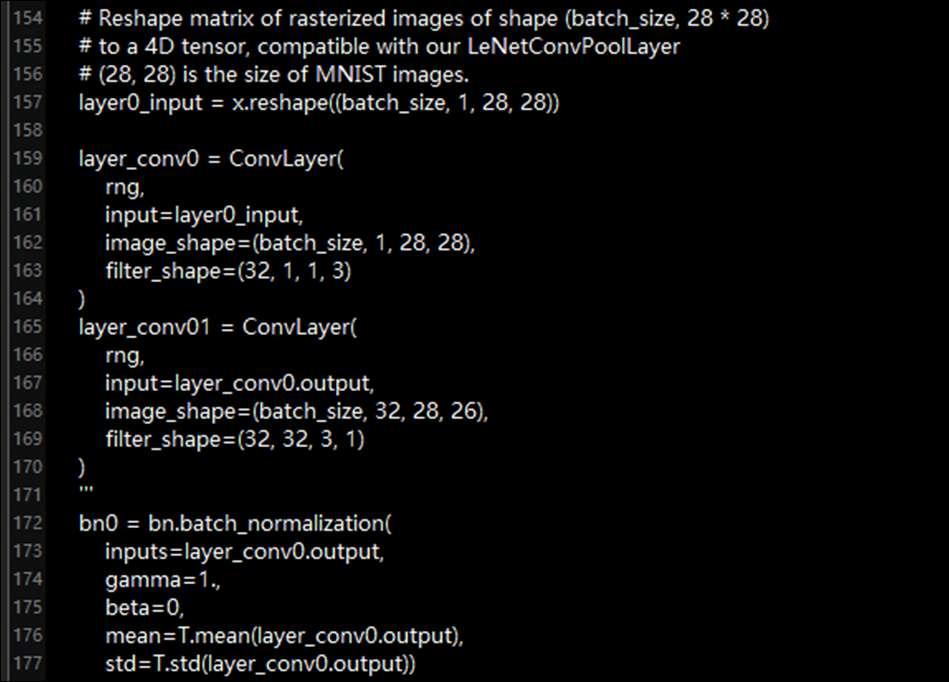 154 # Reshape matrix of rasterized images of shape (batch_size, 28 * 28)
155 # to a 4D tensor, compatible with our LeNetConvPoolLayer
156 # (28, 28) is the size of MNIST images.
157 layer0_input = x.reshape((batch_size, 1, 28, 28))
158
159 layer_conv0 = ConvLayer(
160     rng,
161     input=layer0_input,
162     image_shape=(batch_size, 1, 28, 28),
163     filter_shape=(32, 1, 1, 3)
164 )
165 layer_conv01 = ConvLayer(
166     rng,
167     input=layer_conv0.output,
168     image_shape=(batch_size, 32, 28, 26),
169     filter_shape=(32, 32, 3, 1)
170 )
171 '''
172 bn0 = bn.batch_normalization(
173     inputs=layer_conv0.output,
174     gamma=1.,
175     beta=0,
176     mean=T.mean(layer_conv0.output),
177     std=T.std(layer_conv0.output))